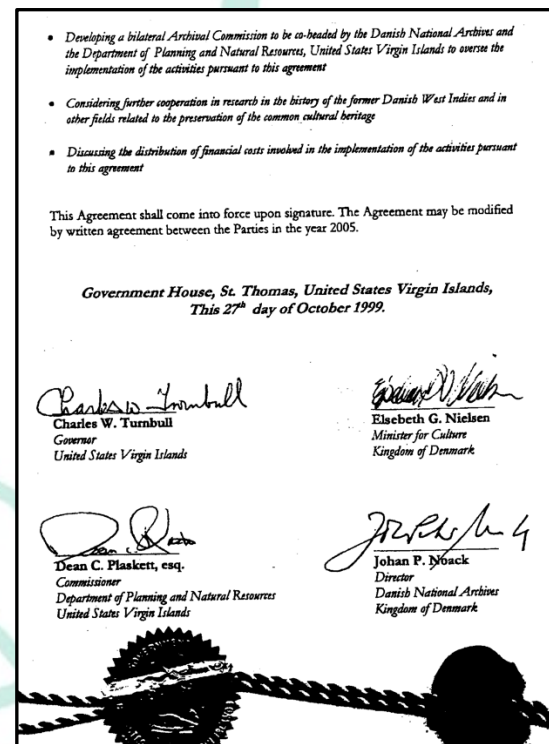 • Developing a bilateral Archival Commission to be co-headed by the Danish National Archives and
the Department of Planning and Natural Resources, United States Virgin Islands to oversee the
implementation of the activities pursuant to this agreement
• Considering further cooperation in research in the history of the former Danish West Indies and in
other fields related to the preservation of the common cultural heritage
• Discussing the distribution of financial costs involved in the implementation of the activities pursuant
to this agreement
This Agreement shall come into force upon signature. The Agreement may be modified
by written agreement between the Parties in the year 2005.
Government House, St. Thomas, United States Virgin Islands,
This 27th day of October 1999.
Charles W. Turnbull
Charles W. Turnbull
Governor
United States Virgin Islands
Elsebeth G. Nielsen
Minister for Culture
Kingdom of Denmark
Dean C. Plaskett, esq.
Commissioner
Department of Planning and Natural Resources
United States Virgin Islands
Johan P. Noack
Director
Danish National Archives
Kingdom of Denmark